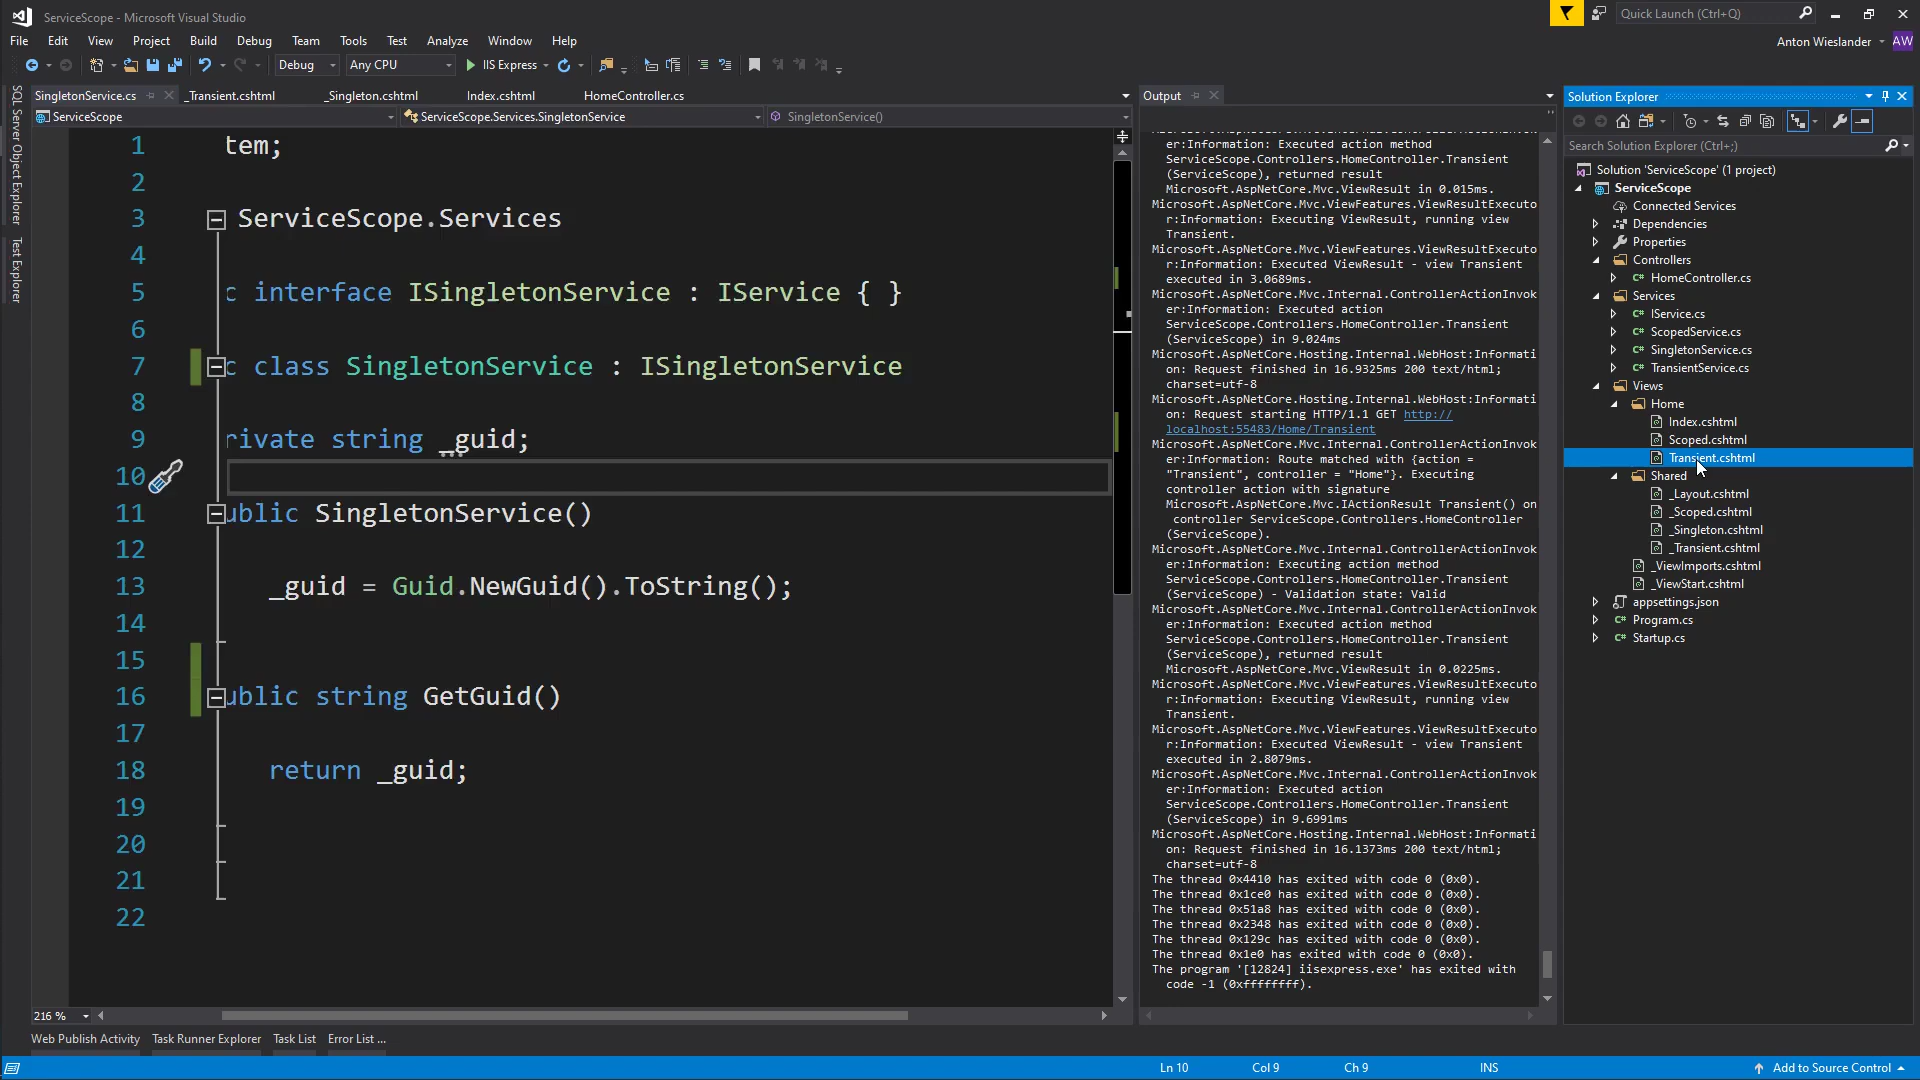 ServiceScope - Microsoft Visual Studio
Quick Launch (Ctrl+Q)
File Edit View Project Build Debug Team Tools Test Analyze Window Help
Anton Wieslander AW
Debug Any CPU IIS Express
SQL Server Object Explorer
Test Explorer
SingletonService.cs _Transient.cshtml _Singleton.cshtml Index.cshtml HomeController.cs
ServiceScope ServiceScope.Services.SingletonService SingletonService()
1 tem;
2
3 ServiceScope.Services
4
5 c interface ISingletonService : IService { }
6
7 c class SingletonService : ISingletonService
8
9 rivate string _guid;
10
11 ublic SingletonService()
12
13 _guid = Guid.NewGuid().ToString();
14
15
16 ublic string GetGuid()
17
18 return _guid;
19
20
21
22
216 %
Output
er:Information: Executed action method
ServiceScope.Controllers.HomeController.Transient
(ServiceScope), returned result
Microsoft.AspNetCore.Mvc.ViewResult in 0.015ms.
Microsoft.AspNetCore.Mvc.ViewFeatures.ViewResultExecuto
r:Information: Executing ViewResult, running view
Transient.
Microsoft.AspNetCore.Mvc.ViewFeatures.ViewResultExecuto
r:Information: Executed ViewResult - view Transient
executed in 3.0689ms.
Microsoft.AspNetCore.Mvc.Internal.ControllerActionInvok
er:Information: Executed action
ServiceScope.Controllers.HomeController.Transient
(ServiceScope) in 9.024ms
Microsoft.AspNetCore.Hosting.Internal.WebHost:Informati
on: Request finished in 16.9325ms 200 text/html;
charset=utf-8
Microsoft.AspNetCore.Hosting.Internal.WebHost:Informati
on: Request starting HTTP/1.1 GET http://
localhost:55483/Home/Transient
Microsoft.AspNetCore.Mvc.Internal.ControllerActionInvok
er:Information: Route matched with {action =
"Transient", controller = "Home"}. Executing
controller action with signature
Microsoft.AspNetCore.Mvc.IActionResult Transient() on
controller ServiceScope.Controllers.HomeController
(ServiceScope).
Microsoft.AspNetCore.Mvc.Internal.ControllerActionInvok
er:Information: Executing action method
ServiceScope.Controllers.HomeController.Transient
(ServiceScope) - Validation state: Valid
Microsoft.AspNetCore.Mvc.Internal.ControllerActionInvok
er:Information: Executed action method
ServiceScope.Controllers.HomeController.Transient
(ServiceScope), returned result
Microsoft.AspNetCore.Mvc.ViewResult in 0.0225ms.
Microsoft.AspNetCore.Mvc.ViewFeatures.ViewResultExecuto
r:Information: Executing ViewResult, running view
Transient.
Microsoft.AspNetCore.Mvc.ViewFeatures.ViewResultExecuto
r:Information: Executed ViewResult - view Transient
executed in 2.8079ms.
Microsoft.AspNetCore.Mvc.Internal.ControllerActionInvok
er:Information: Executed action
ServiceScope.Controllers.HomeController.Transient
(ServiceScope) in 9.6991ms
Microsoft.AspNetCore.Hosting.Internal.WebHost:Informati
on: Request finished in 16.1373ms 200 text/html;
charset=utf-8
The thread 0x4410 has exited with code 0 (0x0).
The thread 0x1ce0 has exited with code 0 (0x0).
The thread 0x51a8 has exited with code 0 (0x0).
The thread 0x2348 has exited with code 0 (0x0).
The thread 0x129c has exited with code 0 (0x0).
The thread 0x1e0 has exited with code 0 (0x0).
The program '[12824] iisexpress.exe' has exited with
code -1 (0xffffffff).
Solution Explorer
Search Solution Explorer (Ctrl+;)
Solution 'ServiceScope' (1 project)
ServiceScope
Connected Services
Dependencies
Properties
Controllers
C# HomeController.cs
Services
C# IService.cs
C# ScopedService.cs
C# SingletonService.cs
C# TransientService.cs
Views
Home
Index.cshtml
Scoped.cshtml
Transient.cshtml
Shared
_Layout.cshtml
_Scoped.cshtml
_Singleton.cshtml
_Transient.cshtml
_ViewImports.cshtml
_ViewStart.cshtml
appsettings.json
C# Program.cs
C# Startup.cs
Web Publish Activity Task Runner Explorer Task List Error List ...
Ln 10 Col 9 Ch 9 INS Add to Source Control